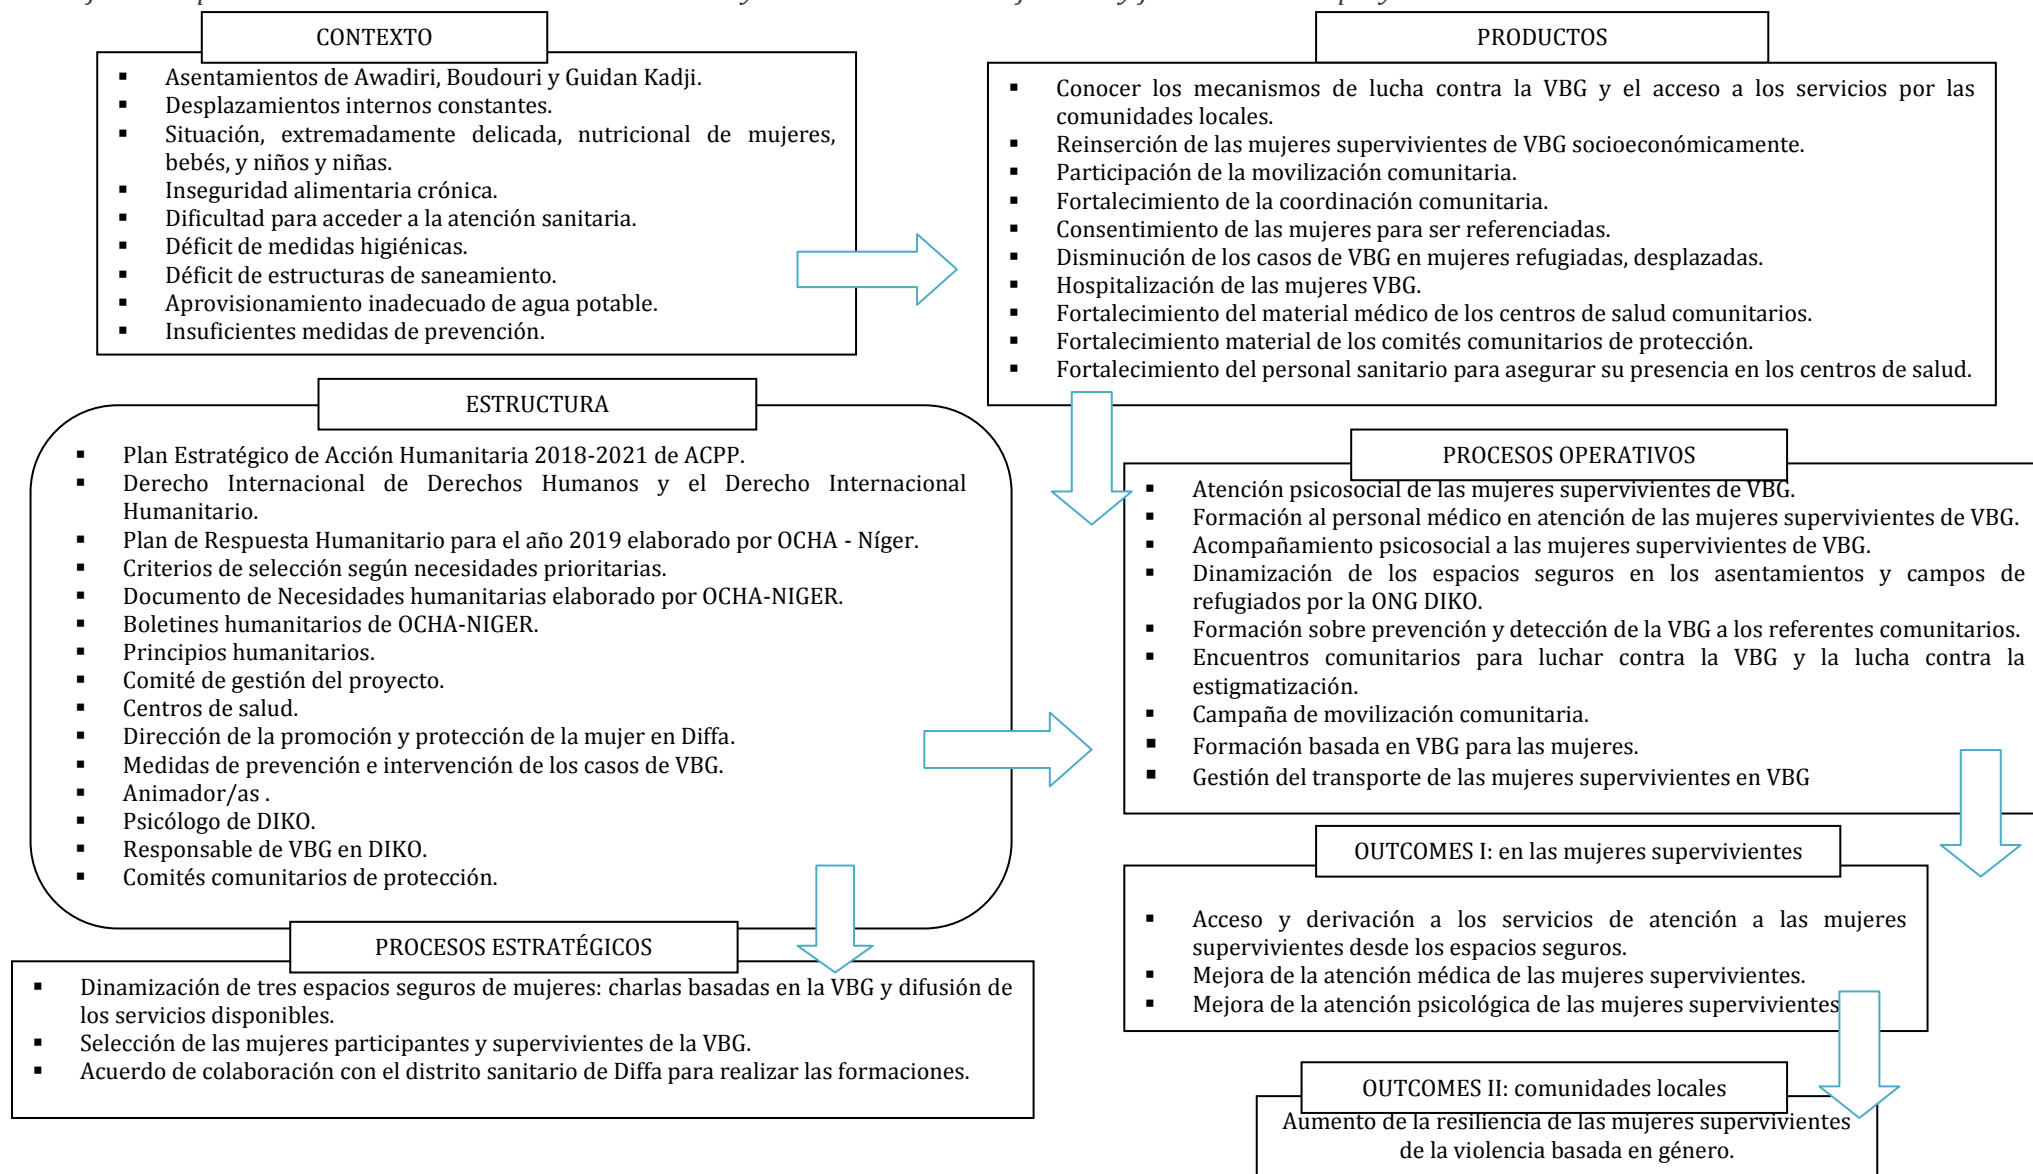 CONTEXTO
▪ Asentamientos de Awadiri, Boudouri y Guidan Kadji.
▪ Desplazamientos internos constantes.
▪ Situación, extremadamente delicada, nutricional de mujeres,
bebés, y niños y niñas.
▪ Inseguridad alimentaria crónica.
▪ Dificultad para acceder a la atención sanitaria.
▪ Déficit de medidas higiénicas.
▪ Déficit de estructuras de saneamiento.
▪ Aprovisionamiento inadecuado de agua potable.
▪ Insuficientes medidas de prevención.
PRODUCTOS
▪ Conocer los mecanismos de lucha contra la VBG y el acceso a los servicios por las
comunidades locales.
▪ Reinserción de las mujeres supervivientes de VBG socioeconómicamente.
▪ Participación de la movilización comunitaria.
▪ Fortalecimiento de la coordinación comunitaria.
▪ Consentimiento de las mujeres para ser referenciadas.
▪ Disminución de los casos de VBG en mujeres refugiadas, desplazadas.
▪ Hospitalización de las mujeres VBG.
▪ Fortalecimiento del material médico de los centros de salud comunitarios.
▪ Fortalecimiento material de los comités comunitarios de protección.
▪ Fortalecimiento del personal sanitario para asegurar su presencia en los centros de salud.
ESTRUCTURA
▪ Plan Estratégico de Acción Humanitaria 2018-2021 de ACPP.
▪ Derecho Internacional de Derechos Humanos y el Derecho Internacional
Humanitario.
▪ Plan de Respuesta Humanitario para el año 2019 elaborado por OCHA - Níger.
▪ Criterios de selección según necesidades prioritarias.
▪ Documento de Necesidades humanitarias elaborado por OCHA-NIGER.
▪ Boletines humanitarios de OCHA-NIGER.
▪ Principios humanitarios.
▪ Comité de gestión del proyecto.
▪ Centros de salud.
▪ Dirección de la promoción y protección de la mujer en Diffa.
▪ Medidas de prevención e intervención de los casos de VBG.
▪ Animador/as .
▪ Psicólogo de DIKO.
▪ Responsable de VBG en DIKO.
▪ Comités comunitarios de protección.
PROCESOS OPERATIVOS
▪ Atención psicosocial de las mujeres supervivientes de VBG.
▪ Formación al personal médico en atención de las mujeres supervivientes de VBG.
▪ Acompañamiento psicosocial a las mujeres supervivientes de VBG.
▪ Dinamización de los espacios seguros en los asentamientos y campos de
refugiados por la ONG DIKO.
▪ Formación sobre prevención y detección de la VBG a los referentes comunitarios.
▪ Encuentros comunitarios para luchar contra la VBG y la lucha contra la
estigmatización.
▪ Campaña de movilización comunitaria.
▪ Formación basada en VBG para las mujeres.
▪ Gestión del transporte de las mujeres supervivientes en VBG
PROCESOS ESTRATÉGICOS
▪ Dinamización de tres espacios seguros de mujeres: charlas basadas en la VBG y difusión de
los servicios disponibles.
▪ Selección de las mujeres participantes y supervivientes de la VBG.
▪ Acuerdo de colaboración con el distrito sanitario de Diffa para realizar las formaciones.
OUTCOMES I: en las mujeres supervivientes
▪ Acceso y derivación a los servicios de atención a las mujeres
supervivientes desde los espacios seguros.
▪ Mejora de la atención médica de las mujeres supervivientes.
▪ Mejora de la atención psicológica de las mujeres supervivientes
OUTCOMES II: comunidades locales
Aumento de la resiliencia de las mujeres supervivientes
de la violencia basada en género.